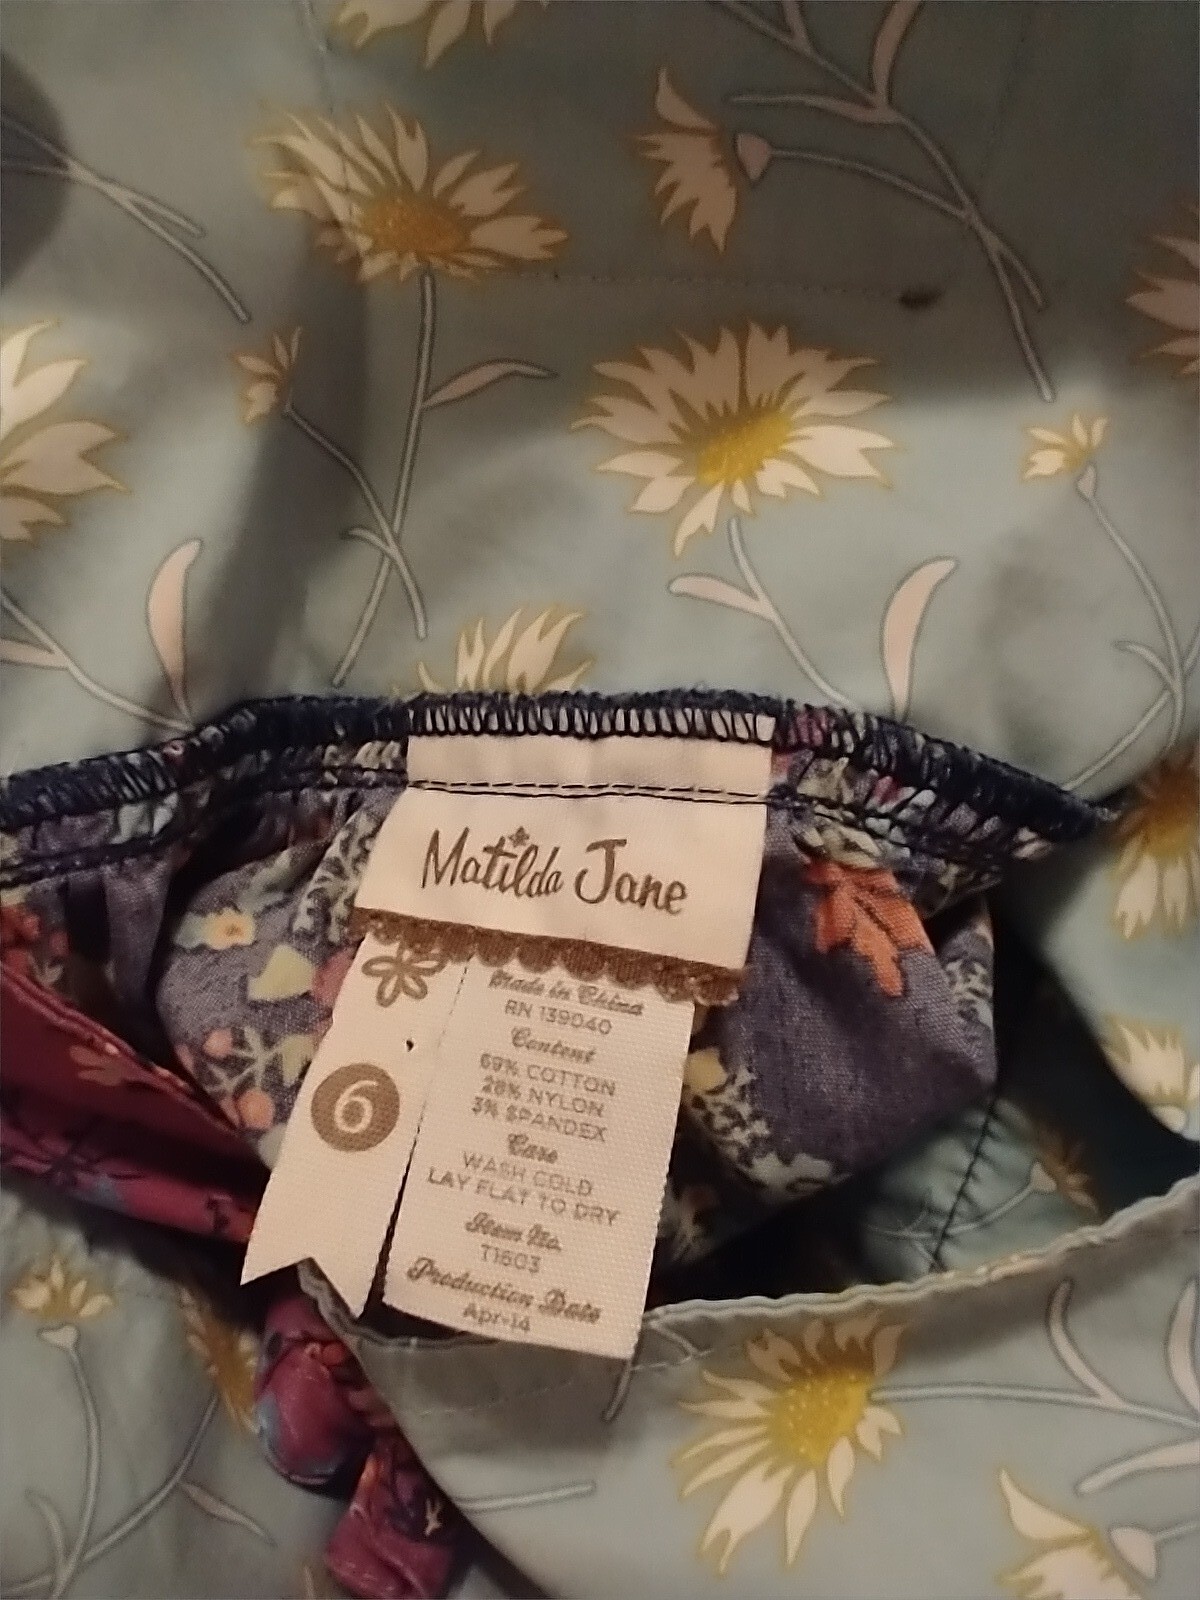 Matilda Jane
Made in China
RN 139040
Content
69% COTTON
28% NYLON
3% SPANDEX
Care
WASH COLD
LAY FLAT TO DRY
Item No.
T1603
Production Date
Apr-14
6